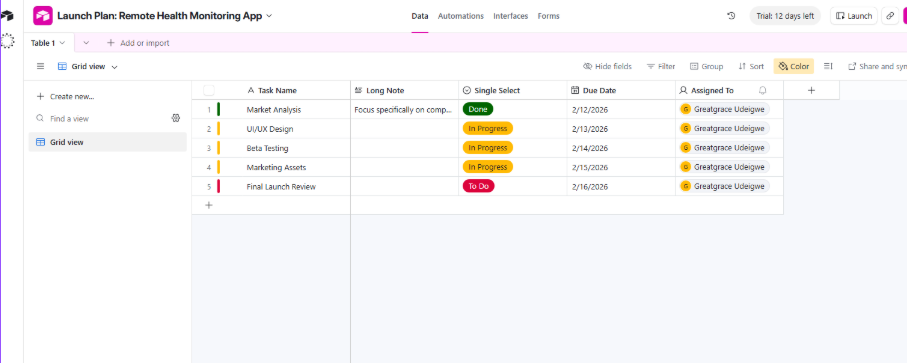 Launch Plan: Remote Health Monitoring App
Data Automations Interfaces Forms
Trial: 12 days left
Launch
Table 1
Add or import
Grid view
Hide fields
Filter
Group
Sort
Color
Share and syn
Create new...
Find a view
Grid view
Task Name Long Note Single Select Due Date Assigned To
1 Market Analysis Focus specifically on comp... Done 2/12/2026 G Greatgrace Udeigwe
2 UI/UX Design In Progress 2/13/2026 G Greatgrace Udeigwe
3 Beta Testing In Progress 2/14/2026 G Greatgrace Udeigwe
4 Marketing Assets In Progress 2/15/2026 G Greatgrace Udeigwe
5 Final Launch Review To Do 2/16/2026 G Greatgrace Udeigwe